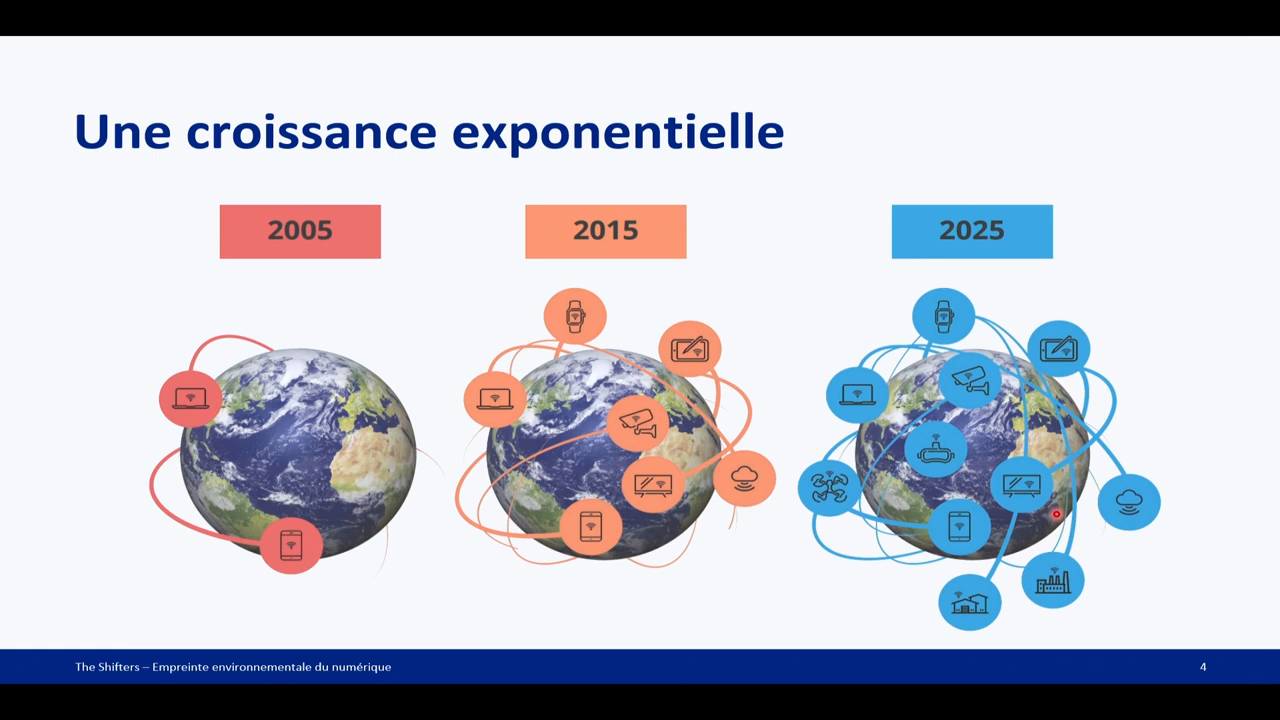 Une croissance exponentielle
2005
2015
2025
The Shifters – Empreinte environnementale du numérique
4